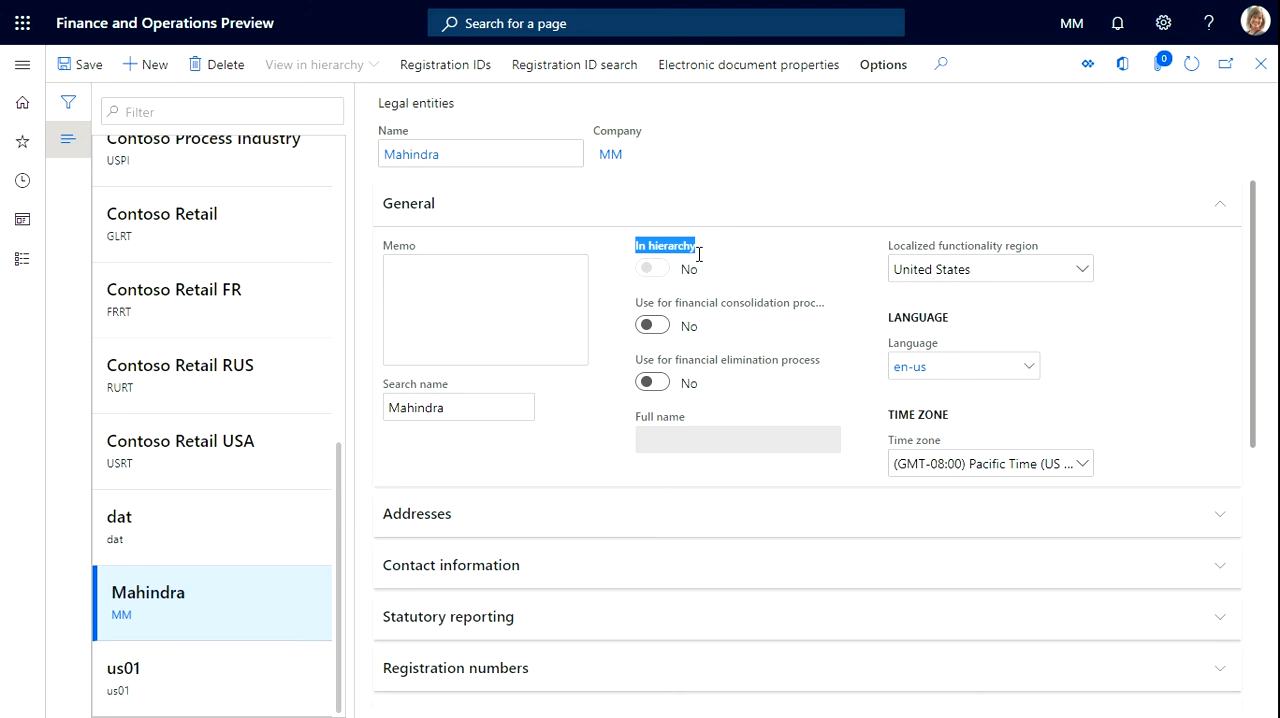 Finance and Operations Preview
Search for a page
MM
Save
New
Delete
View in hierarchy
Registration IDs
Registration ID search
Electronic document properties
Options
0
Filter
Contoso Process Industry
USPI
Contoso Retail
GLRT
Contoso Retail FR
FRRT
Contoso Retail RUS
RURT
Contoso Retail USA
USRT
dat
dat
Mahindra
MM
us01
us01
Legal entities
Name
Mahindra
Company
MM
General
Memo
Search name
Mahindra
In hierarchy
No
Use for financial consolidation proc...
No
Use for financial elimination process
No
Full name
Localized functionality region
United States
LANGUAGE
Language
en-us
TIME ZONE
Time zone
(GMT-08:00) Pacific Time (US ...
Addresses
Contact information
Statutory reporting
Registration numbers